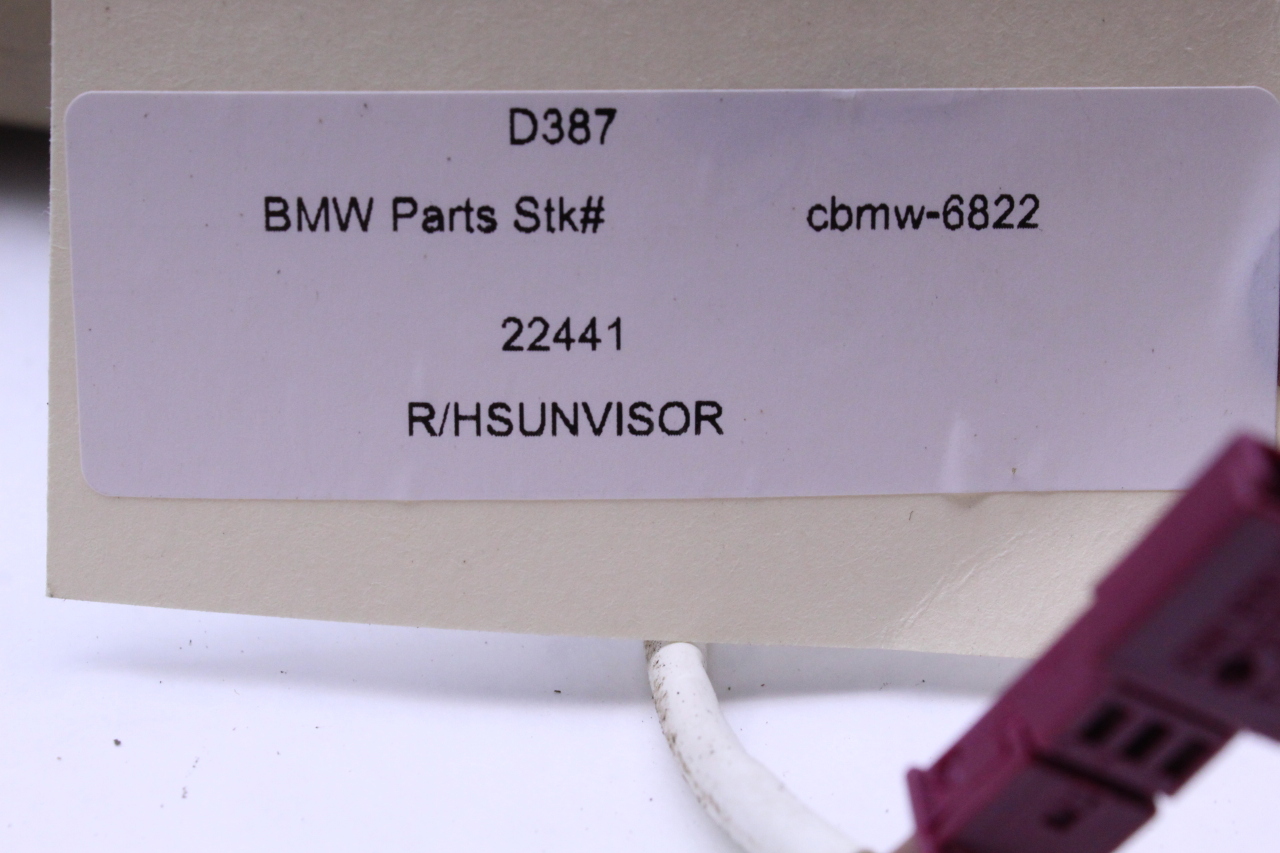 D387
BMW Parts Stk# cbmw-6822
22441
R/HSUNVISOR